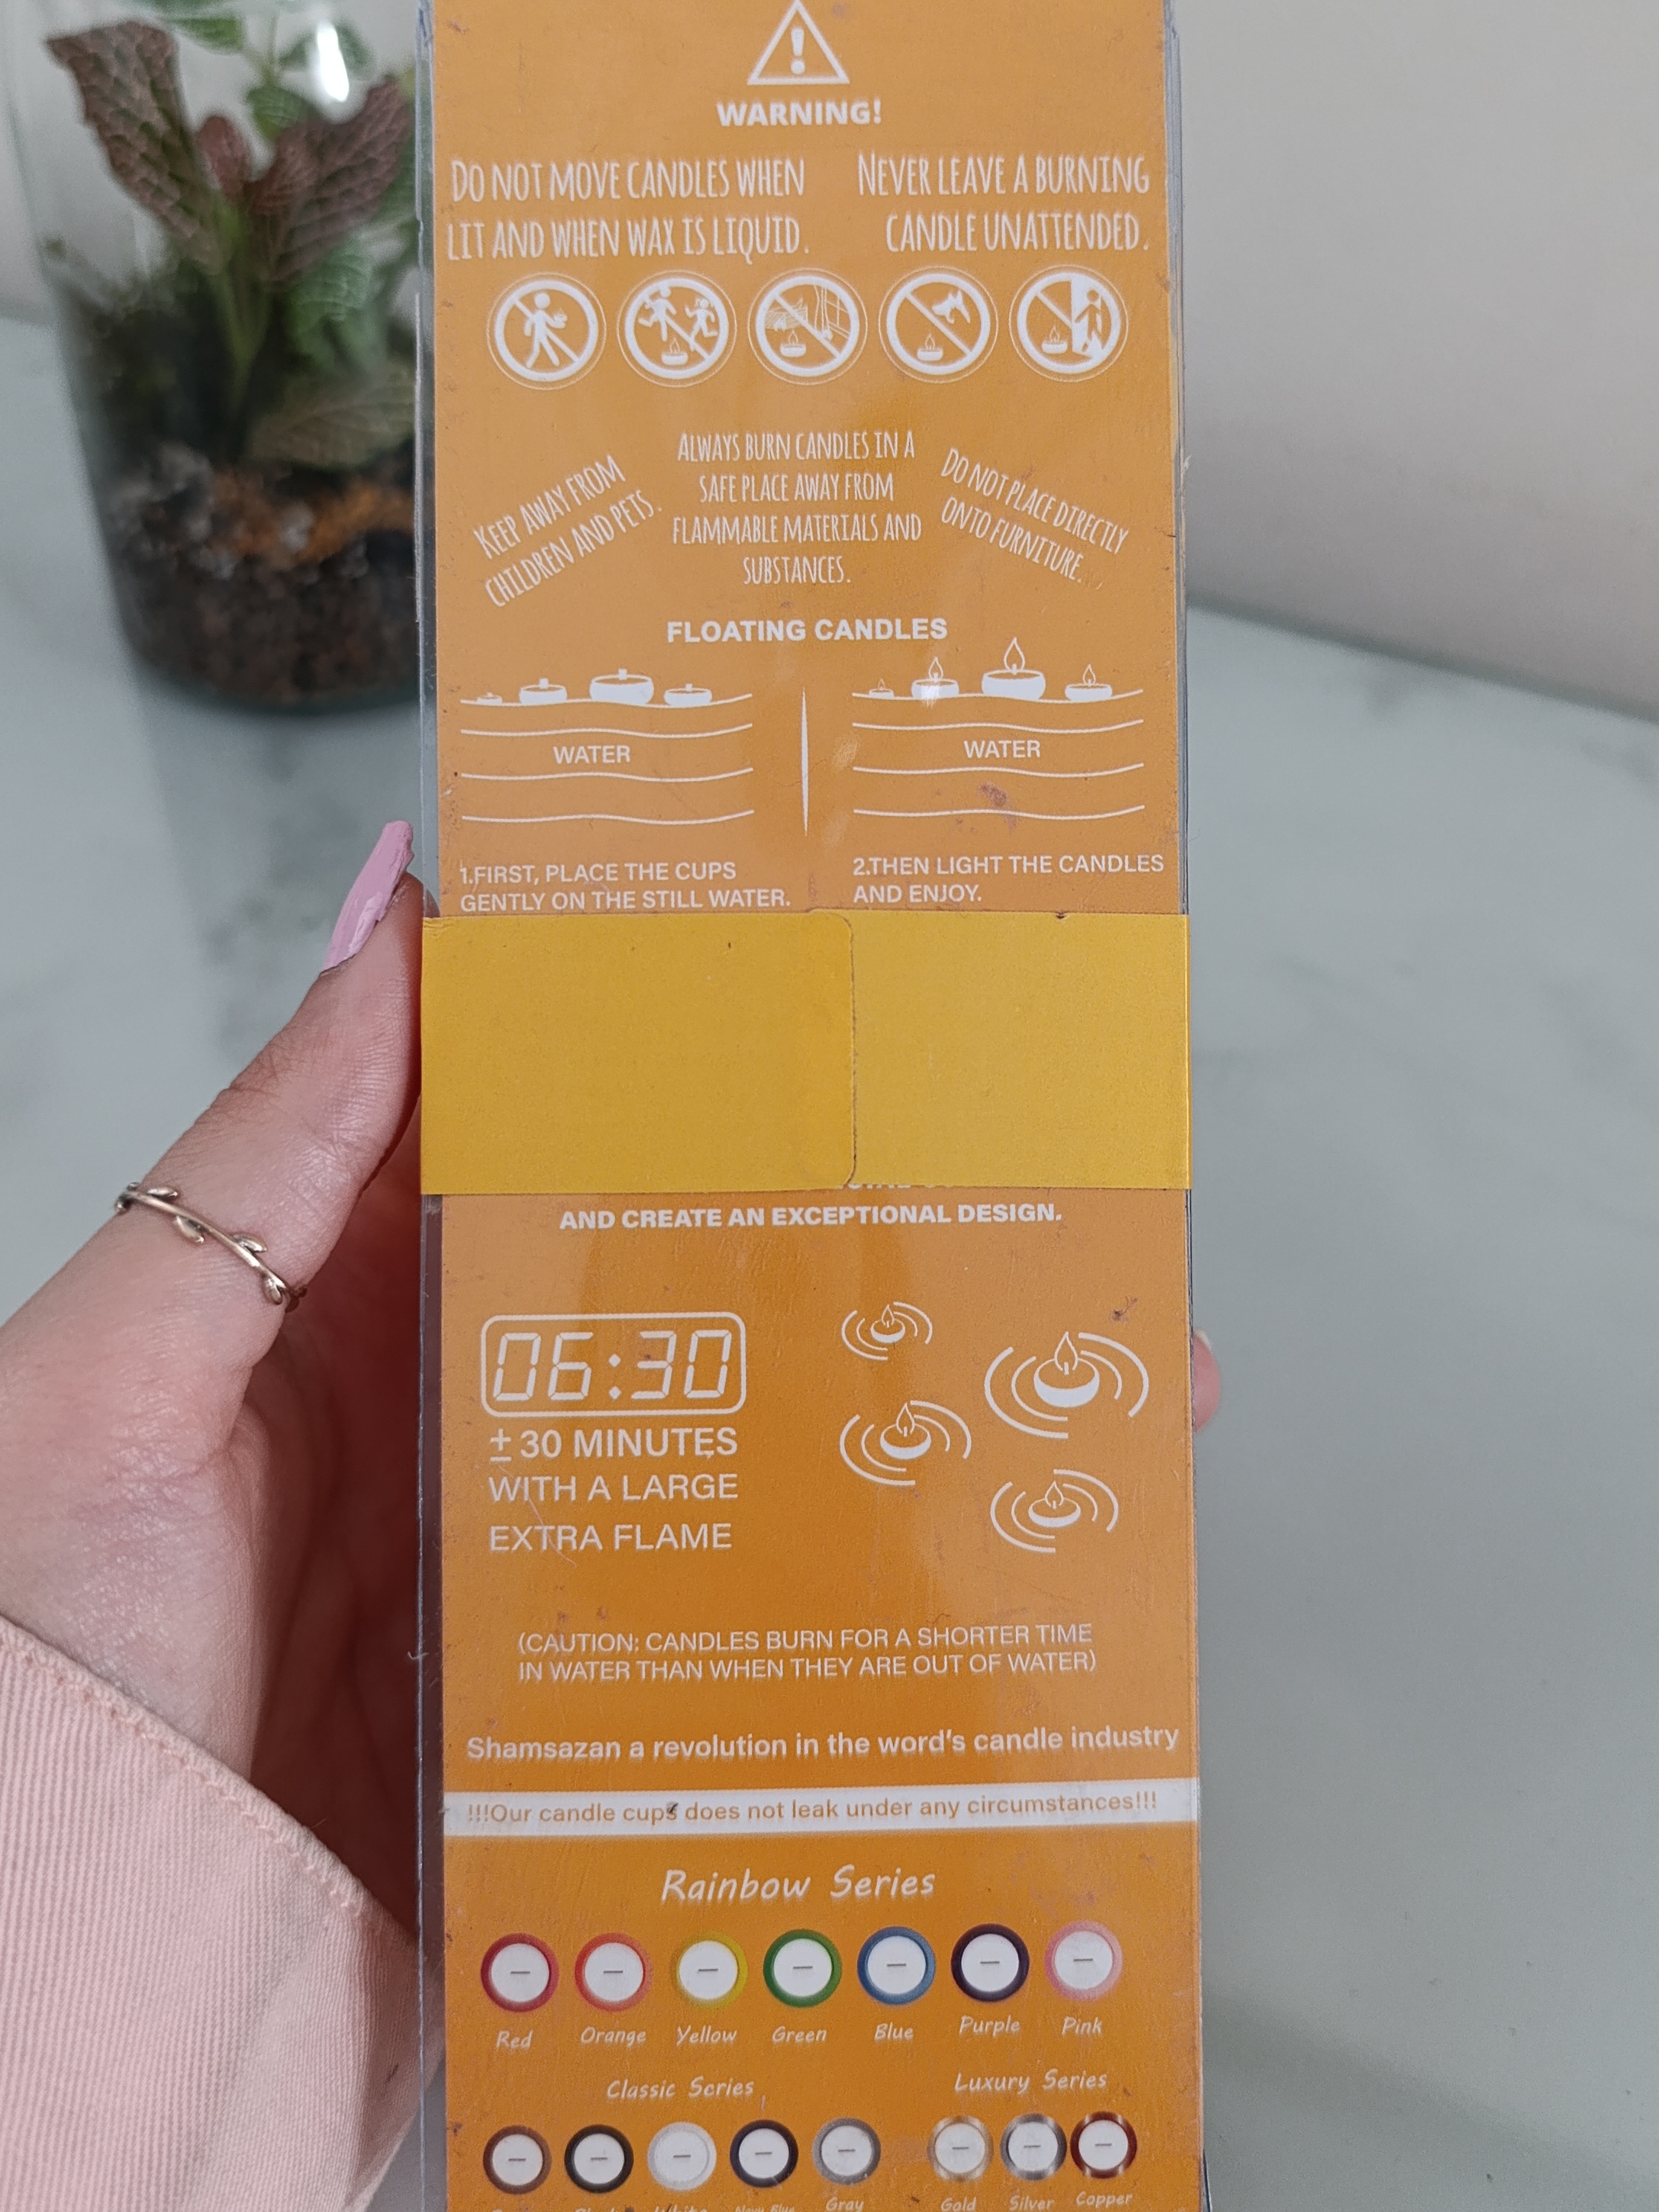 WARNING!
DO NOT MOVE CANDLES WHEN
LIT AND WHEN WAX IS LIQUID.
NEVER LEAVE A BURNING
CANDLE UNATTENDED.
KEEP AWAY FROM
CHILDREN AND PETS.
ALWAYS BURN CANDLES IN A
SAFE PLACE AWAY FROM
FLAMMABLE MATERIALS AND
SUBSTANCES.
DO NOT PLACE DIRECTLY
ONTO FURNITURE.
FLOATING CANDLES
WATER
WATER
1.FIRST, PLACE THE CUPS
GENTLY ON THE STILL WATER.
2.THEN LIGHT THE CANDLES
AND ENJOY.
AND CREATE AN EXCEPTIONAL DESIGN.
06:30
±30 MINUTES
WITH A LARGE
EXTRA FLAME
(CAUTION: CANDLES BURN FOR A SHORTER TIME
IN WATER THAN WHEN THEY ARE OUT OF WATER)
Shamsazan a revolution in the word's candle industry
!!!Our candle cups does not leak under any circumstances!!!
Rainbow Series
Red Orange Yellow Green Blue Purple Pink
Classic Series Luxury Series
White Navy Blue Gray Gold Silver Copper